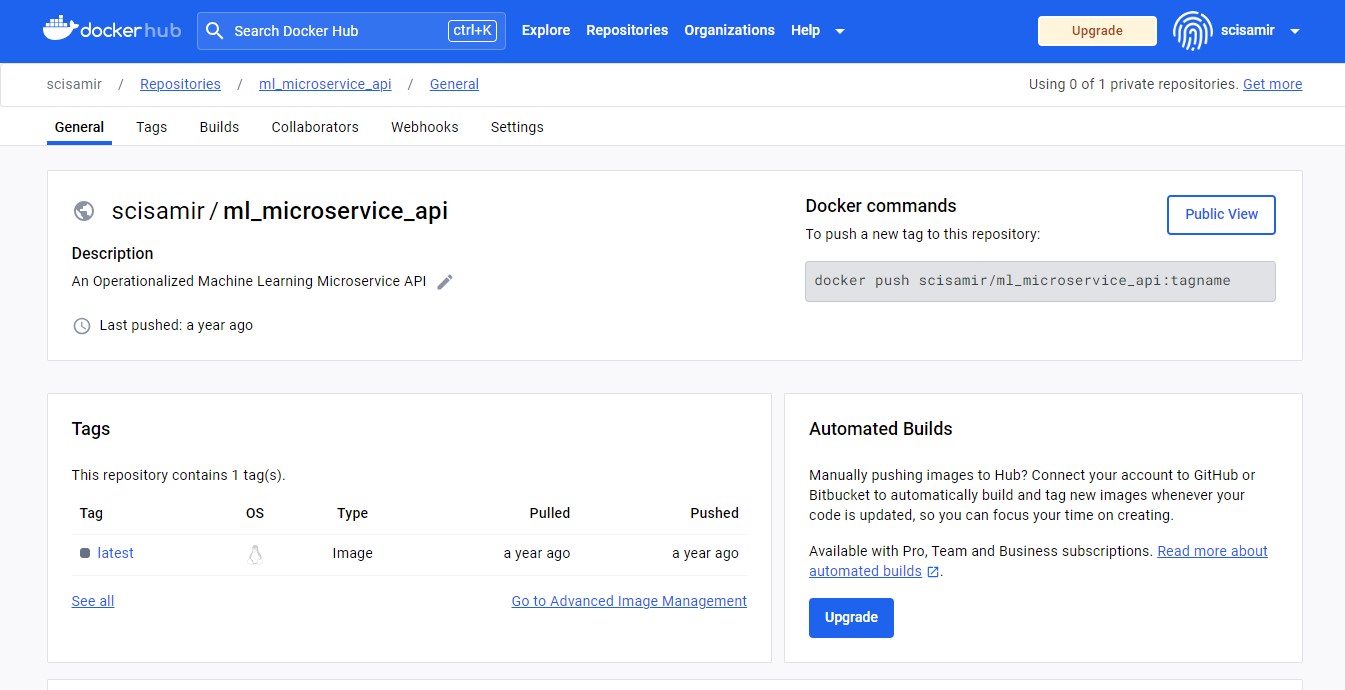 docker hub Search Docker Hub ctrl+K Explore Repositories Organizations Help Upgrade scisamir
scisamir / Repositories / ml_microservice_api / General Using 0 of 1 private repositories. Get more
General Tags Builds Collaborators Webhooks Settings
scisamir / ml_microservice_api
Description
An Operationalized Machine Learning Microservice API
Last pushed: a year ago
Docker commands
Public View
To push a new tag to this repository:
docker push scisamir/ml_microservice_api:tagname
Tags
This repository contains 1 tag(s).
Tag OS Type Pulled Pushed
latest Image a year ago a year ago
See all Go to Advanced Image Management
Automated Builds
Manually pushing images to Hub? Connect your account to GitHub or
Bitbucket to automatically build and tag new images whenever your
code is updated, so you can focus your time on creating.
Available with Pro, Team and Business subscriptions. Read more about
automated builds .
Upgrade